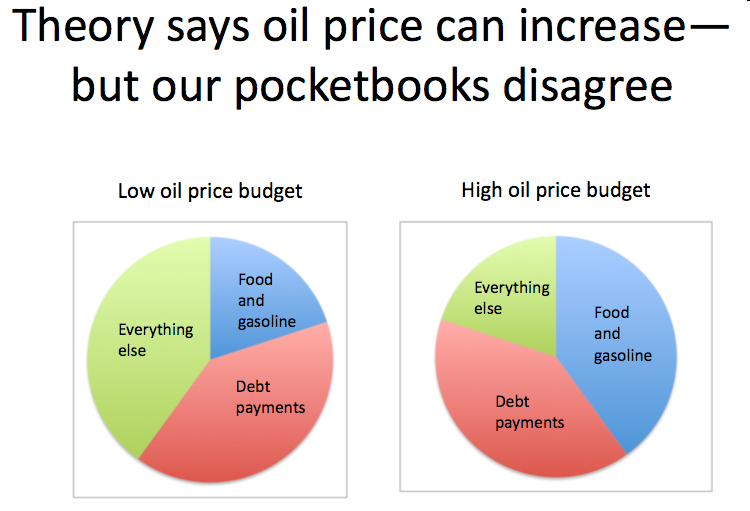 Theory says oil price can increase—
but our pocketbooks disagree
Low oil price budget
Food
and
gasoline
Everything
else
Debt
payments
High oil price budget
Everything
else
Food
and
gasoline
Debt
payments